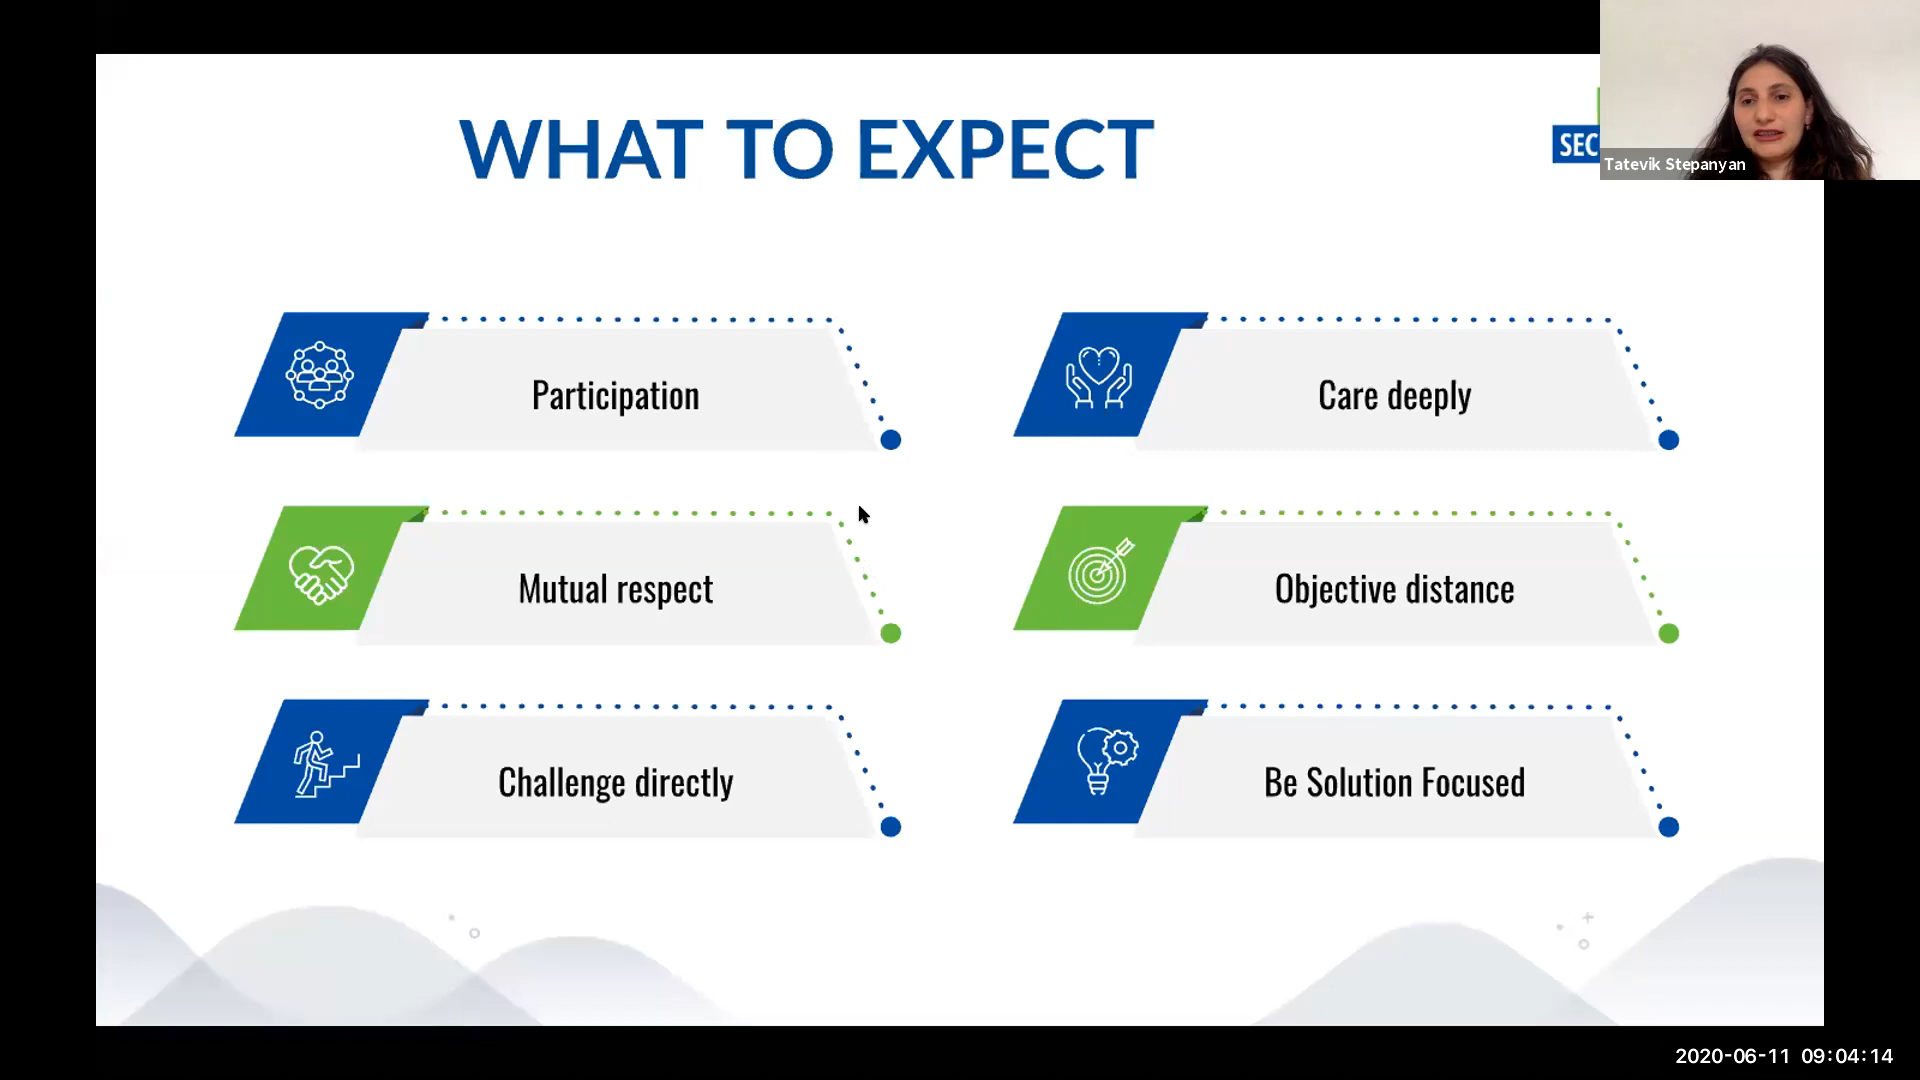 WHAT TO EXPECT
SEC
Tatevik Stepanyan
Participation
Care deeply
Mutual respect
Objective distance
Challenge directly
Be Solution Focused
2020-06-11 09:04:14